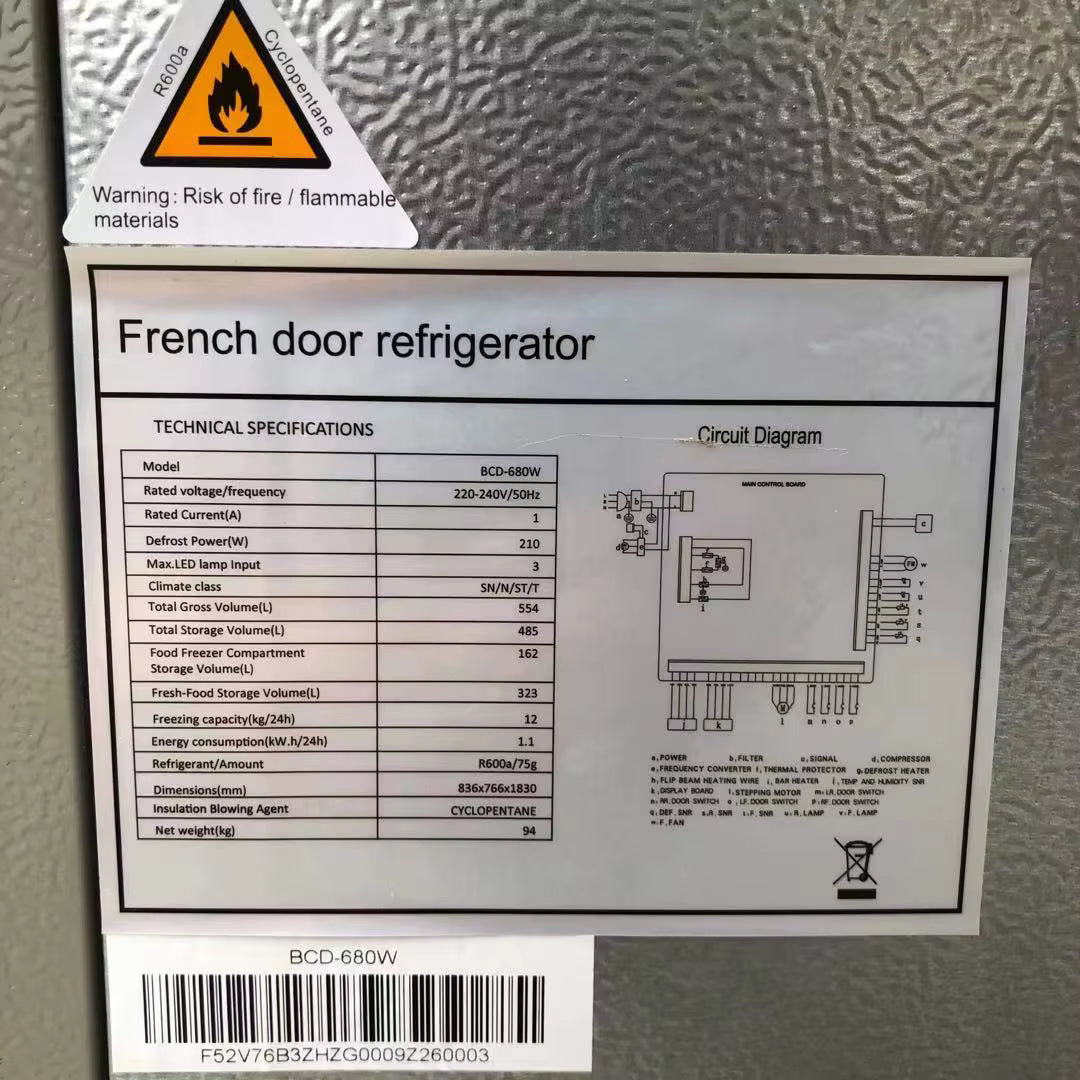 R600a
Cyclopentane
Warning: Risk of fire / flammable
materials
French door refrigerator
TECHNICAL SPECIFICATIONS
Model BCD-680W
Rated voltage/frequency 220-240V/50Hz
Rated Current(A) 1
Defrost Power(W) 210
Max.LED lamp Input 3
Climate class SN/N/ST/T
Total Gross Volume(L) 554
Total Storage Volume(L) 485
Food Freezer Compartment 162
Storage Volume(L)
Fresh-Food Storage Volume(L) 323
Freezing capacity(kg/24h) 12
Energy consumption(kW.h/24h) 1.1
Refrigerant/Amount R600a/75g
Dimensions(mm) 836x766x1830
Insulation Blowing Agent CYCLOPENTANE
Net weight(kg) 94
Circuit Diagram
MAIN CONTROL BOARD
a b c d e
f r h i
c
FM w
v
u
t
s
q
j k M l m n o p
a.POWER b.FILTER c.SIGNAL d.COMPRESSOR
e.FREQUENCY CONVERTER f.THERMAL PROTECTOR g.DEFROST HEATER
h.FLIP BEAM HEATING WIRE i.BAR HEATER j.TEMP AND HUMIDITY SNR
k.DISPLAY BOARD l.STEPPING MOTOR m:LR.DOOR SWITCH
n:RR.DOOR SWITCH o.LF.DOOR SWITCH P:RF.DOOR SWITCH
q:DEF.SNR s:R.SNR t:F.SNR u:R.LAMP v:F.LAMP
w:F.FAN
BCD-680W
F52V76B3ZHZG0009Z260003